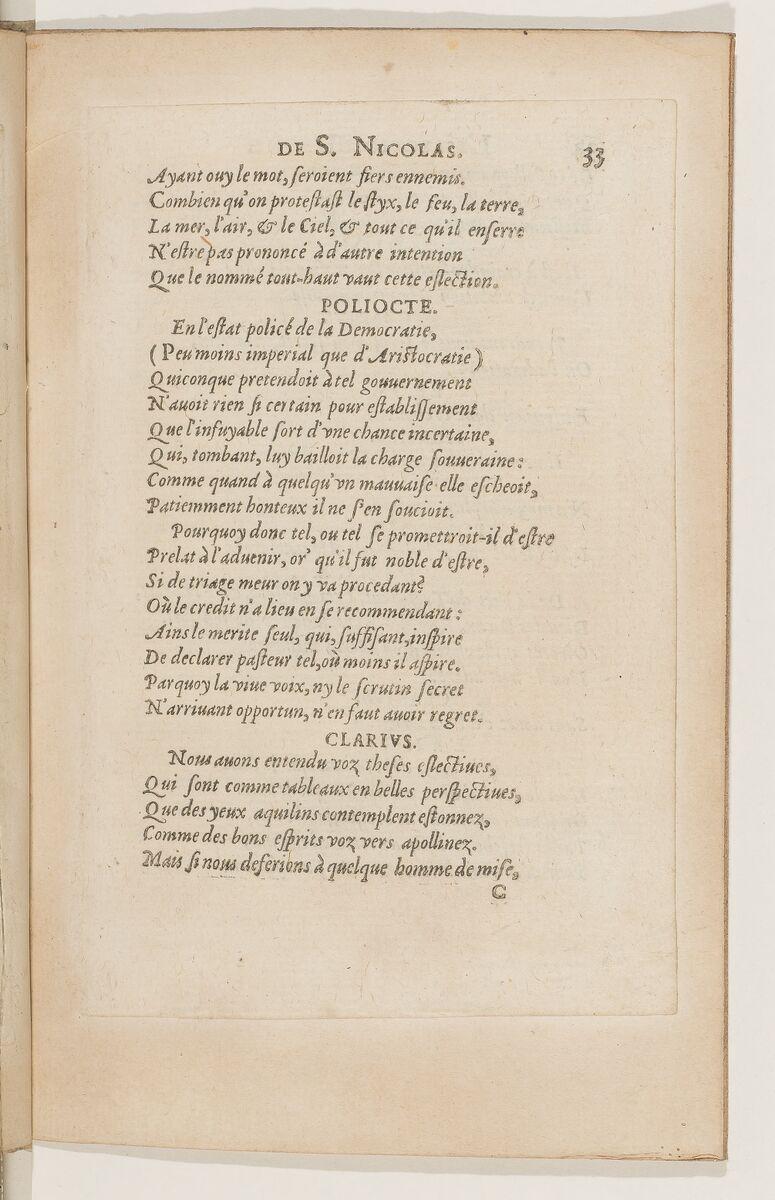 DE S. NICOLAS. 33
Ayant ouy le mot, ſeroient fiers ennemis.
Combien qu'on proteſtaſt le ſtyx, le feu, la terre,
La mer, l'air, & le Ciel, & tout ce qu'il enſerre
N'eſtre pas prononcé à d'autre intention
Que le nommé tout-haut vaut cette eſlection.
POLIOCTE.
En l'eſtat policé de la Democratie,
(Peu moins imperial que d'Ariſtocratie)
Quiconque pretendoit à tel gouuernement
N'auoit rien ſi certain pour eſtabliſſement
Que l'infuyable ſort d'vne chance incertaine,
Qui, tombant, luy bailloit la charge ſouueraine:
Comme quand à quelqu'vn mauuaiſe elle eſcheoit,
Patiemment honteux il ne ſ'en ſoucioit.
Pourquoy donc tel, ou tel ſe promettroit-il d'eſtre
Prelat à l'aduenir, or' qu'il fut noble d'eſtre,
Si de triage meur on y va procedant?
Où le credit n'a lieu en ſe recommendant:
Ains le merite ſeul, qui, ſuffiſant, inſpire
De declarer paſteur tel, où moins il aſpire.
Parquoy la viue voix, ny le ſcrutin ſecret
N'arriuant opportun, n'en faut auoir regret.
CLARIVS.
Nous auons entendu voz theſes eſlectiues,
Qui ſont comme tableaux en belles perſpectiues,
Que des yeux aquilins contemplent eſtonnez,
Comme des bons eſprits voz vers apollinez.
Mais ſi nous deferions à quelque homme de miſe,
C